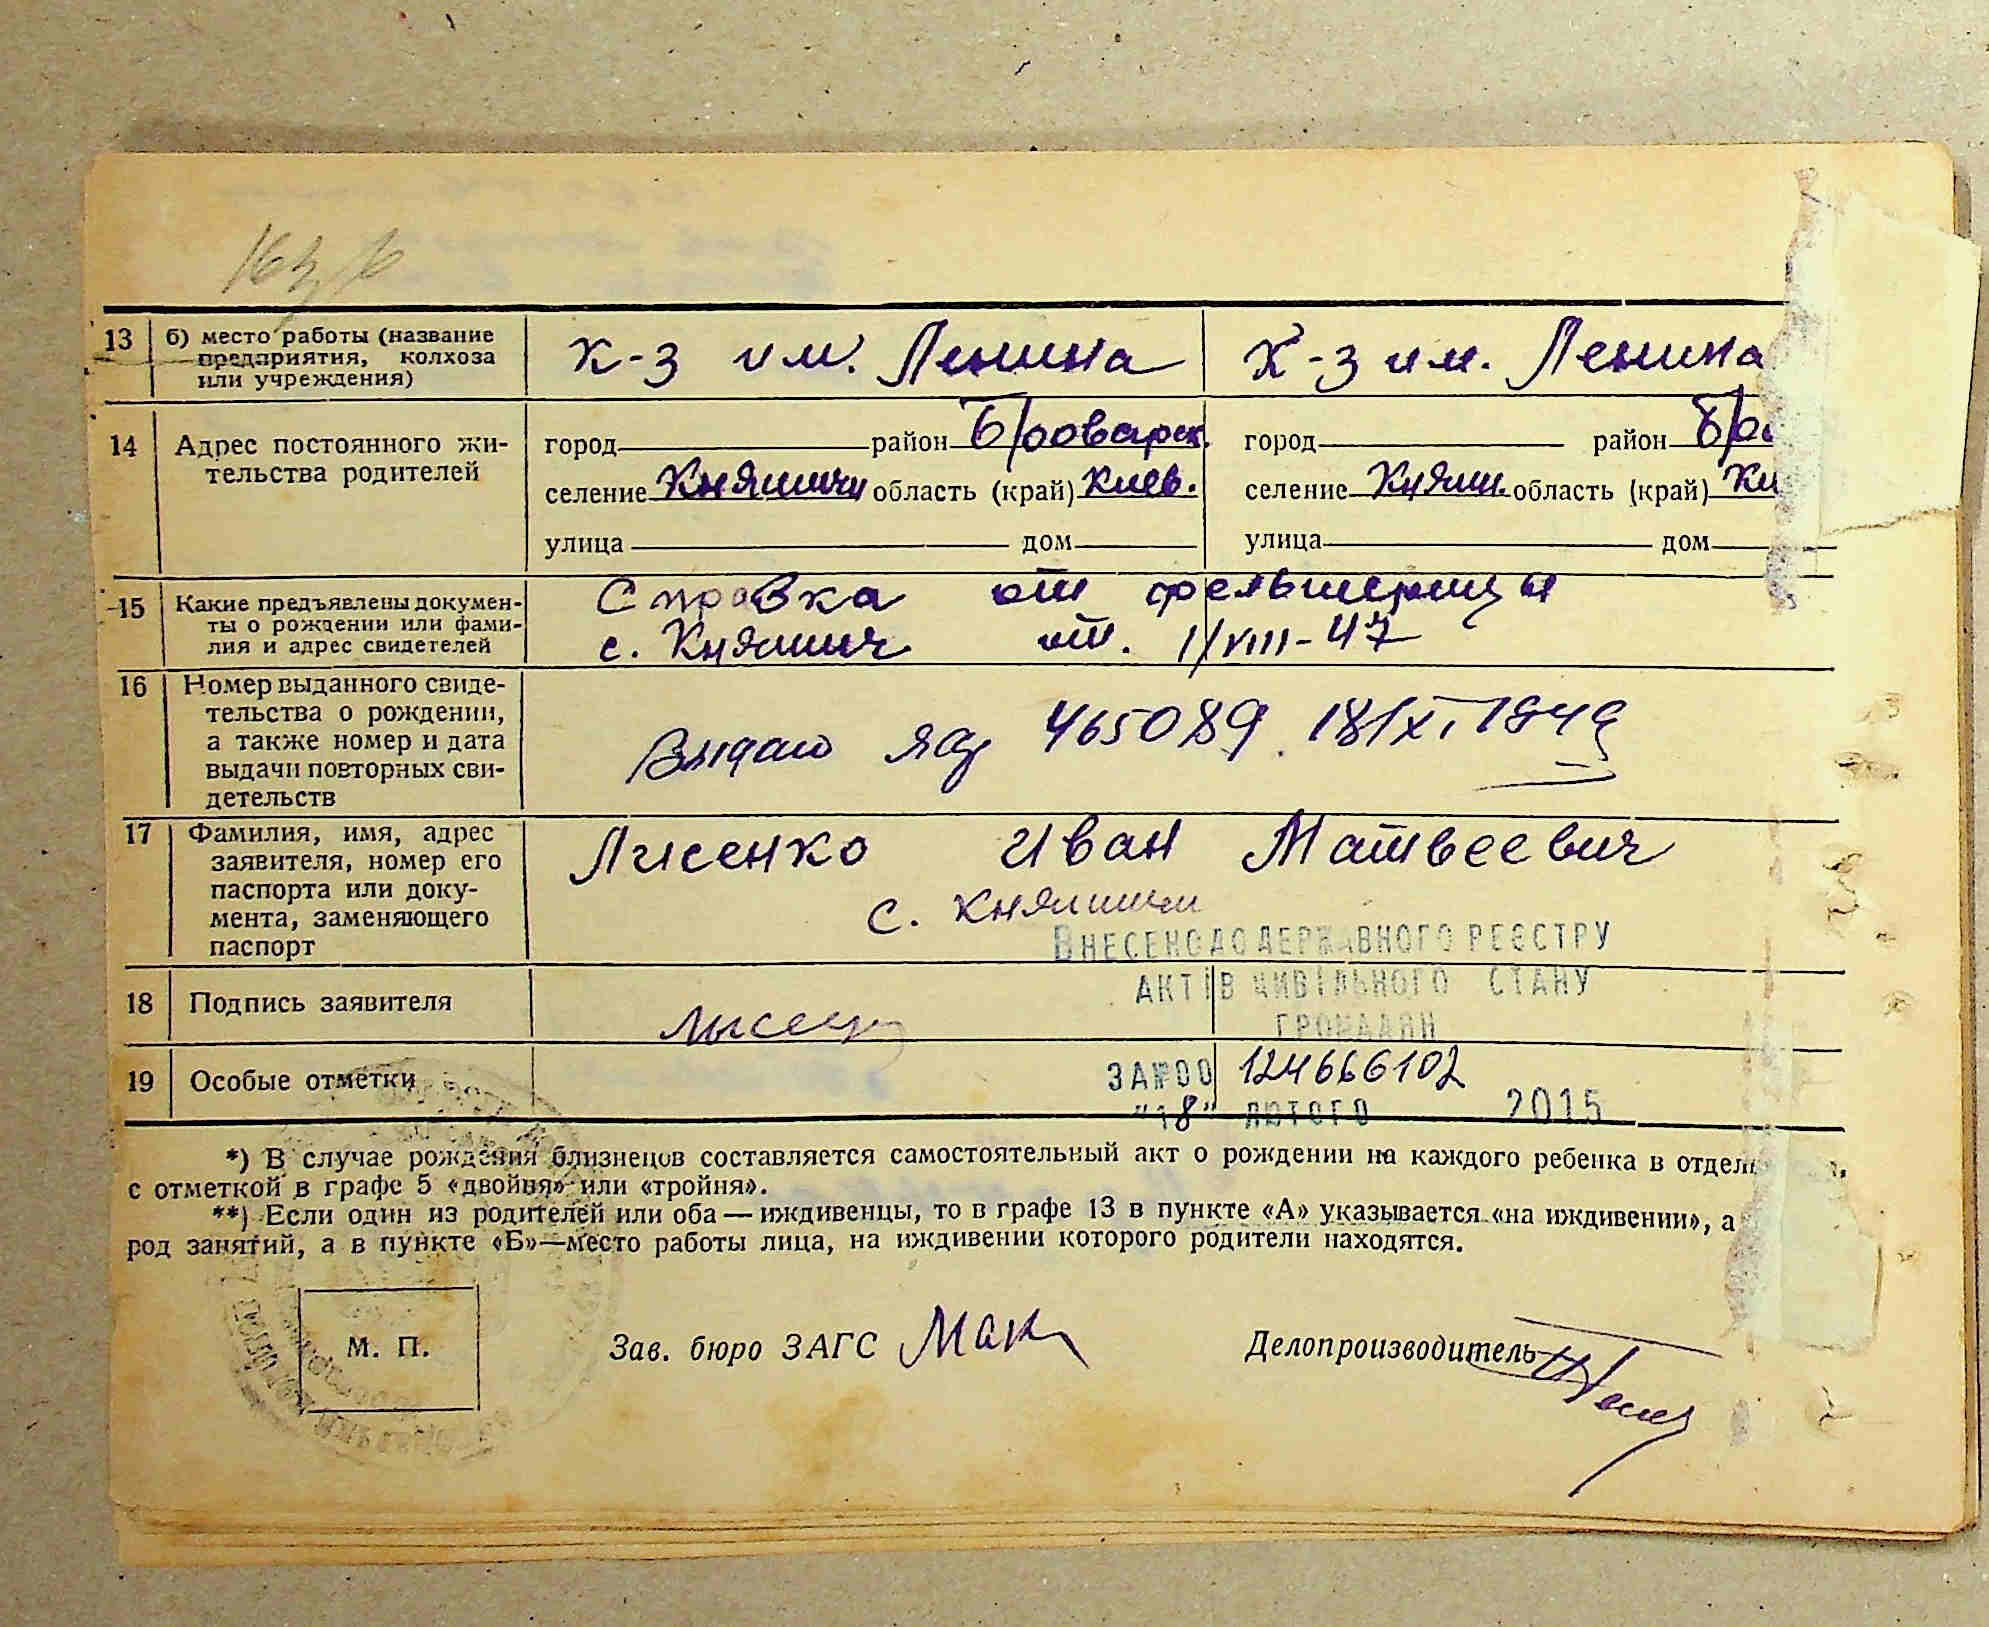 13 б) место работы (название предприятия, колхоза или учреждения) К-з им. Ленина К-з им. Ленина
14 Адрес постоянного жительства родителей
город район Броварск. город район
селение Княжичи область (край) Киев. селение Княжи. область (край)
улица дом улица дом
15 Какие предъявлены документы о рождении или фамилия и адрес свидетелей
Справка от фельшерицы
с. Княжич от. 1/VIII-47
16 Номер выданного свидетельства о рождении, а также номер и дата выдачи повторных свидетельств
465089. 18/XI 1949
17 Фамилия, имя, адрес заявителя, номер его паспорта или документа, заменяющего паспорт
Лисенко Иван Матвеевич
с. Княжичи
ВНЕСЕНО ДО ДЕРЖАВНОГО РЕЄСТРУ
АКТІВ ЦИВІЛЬНОГО СТАНУ
ГРОМАДЯН
18 Подпись заявителя
19 Особые отметки
ЗА №00 124666102
"18" ЛЮТОГО 2015
*) В случае рождения близнецов составляется самостоятельный акт о рождении на каждого ребенка в
с отметкой в графе 5 «двойня» или «тройня».
**) Если один из родителей или оба — иждивенцы, то в графе 13 в пункте «А» указывается «на иждивении», а
род занятий, а в пункте «Б»—место работы лица, на иждивении которого родители находятся.
М. П. Зав. бюро ЗАГС Делопроизводитель